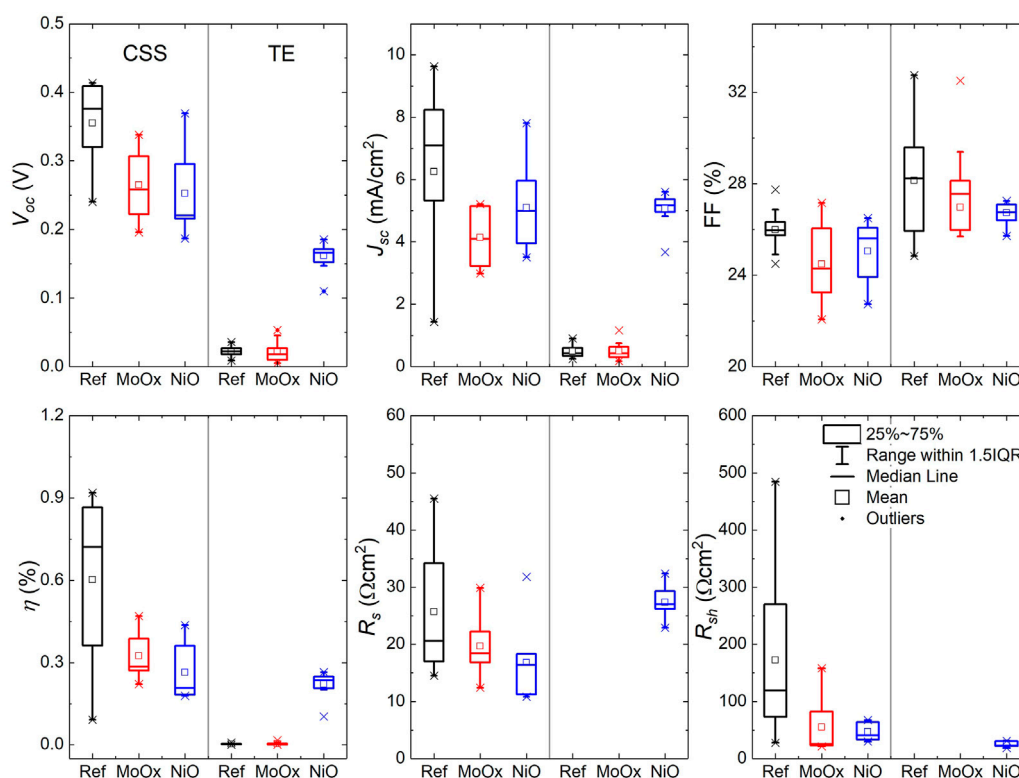 0.5
0.4
0.3
0.2
0.1
0.0
V_oc (V)
CSS
TE
Ref MoOx NiO Ref MoOx NiO
10
8
6
4
2
0
J_sc (mA/cm²)
Ref MoOx NiO Ref MoOx NiO
32
28
24
20
FF (%)
Ref MoOx NiO Ref MoOx NiO
1.2
0.9
0.6
0.3
0.0
η (%)
Ref MoOx NiO Ref MoOx NiO
60
50
40
30
20
10
0
R_s (Ωcm²)
Ref MoOx NiO Ref MoOx NiO
600
500
400
300
200
100
0
R_sh (Ωcm²)
25%~75%
Range within 1.5IQR
Median Line
Mean
Outliers
Ref MoOx NiO Ref MoOx NiO